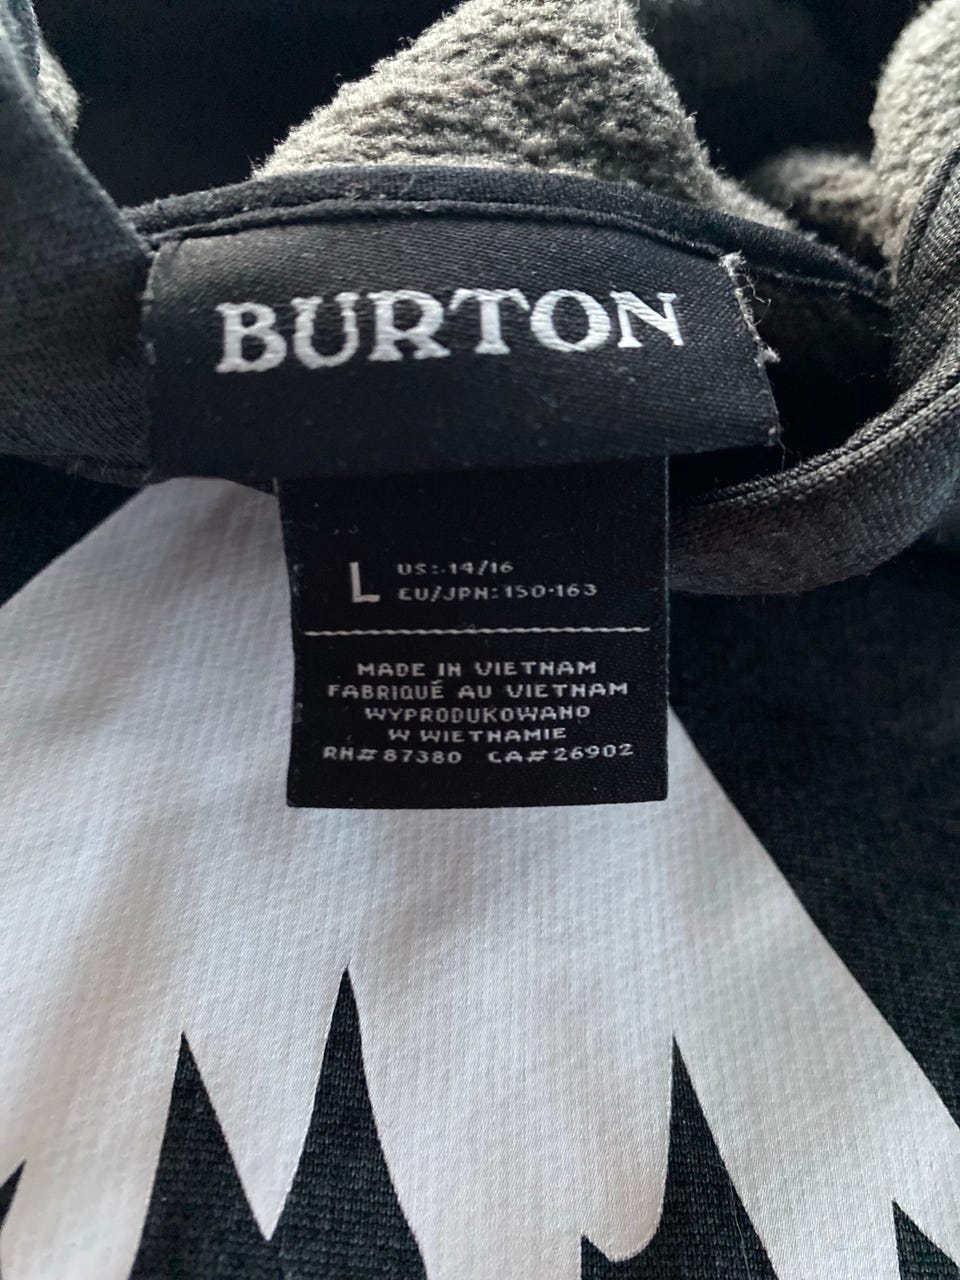 BURTON
L US: 14/16
EU/JPN: 150-163
MADE IN VIETNAM
FABRIQUÉ AU VIETNAM
WYPRODUKOWANO
W WIETNAMIE
RN# 87380 CA# 26902